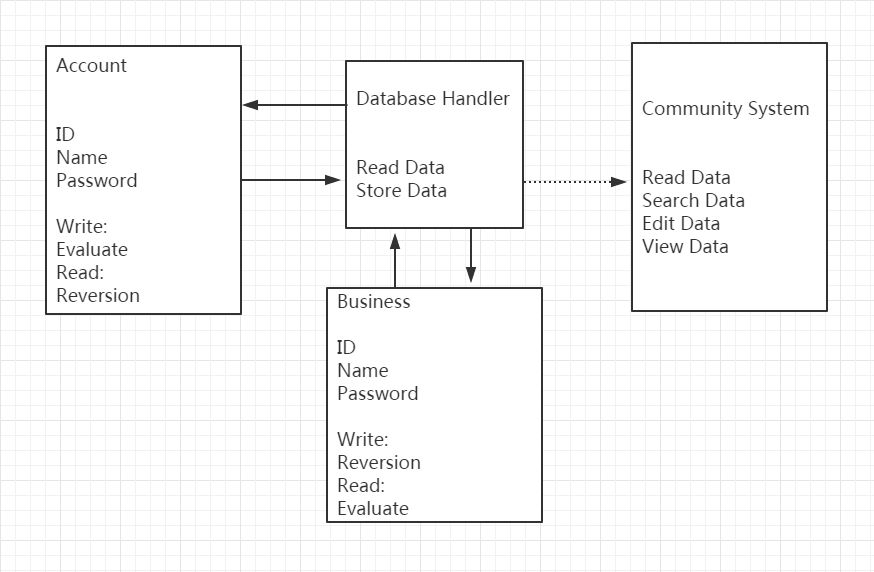 Account
ID
Name
Password
Write:
Evaluate
Read:
Reversion
Database Handler
Read Data
Store Data
Community System
Read Data
Search Data
Edit Data
View Data
Business
ID
Name
Password
Write:
Reversion
Read:
Evaluate